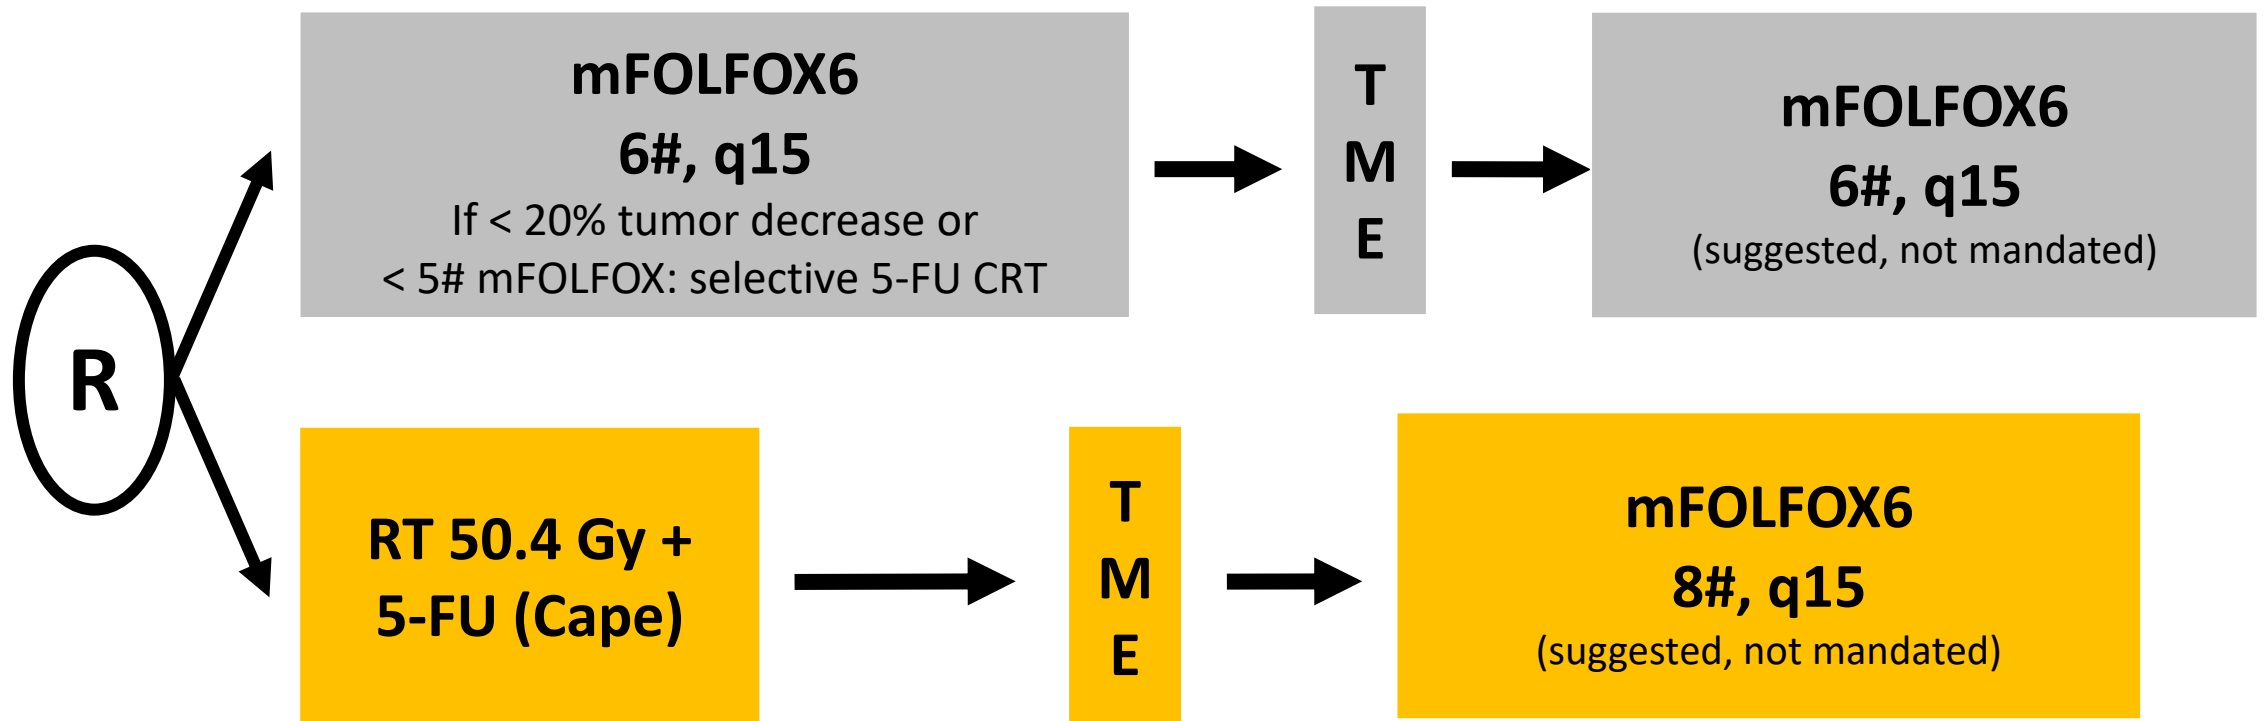 R
mFOLFOX6
6#, q15
If < 20% tumor decrease or
< 5# mFOLFOX: selective 5-FU CRT
T
M
E
mFOLFOX6
6#, q15
(suggested, not mandated)
RT 50.4 Gy +
5-FU (Cape)
T
M
E
mFOLFOX6
8#, q15
(suggested, not mandated)